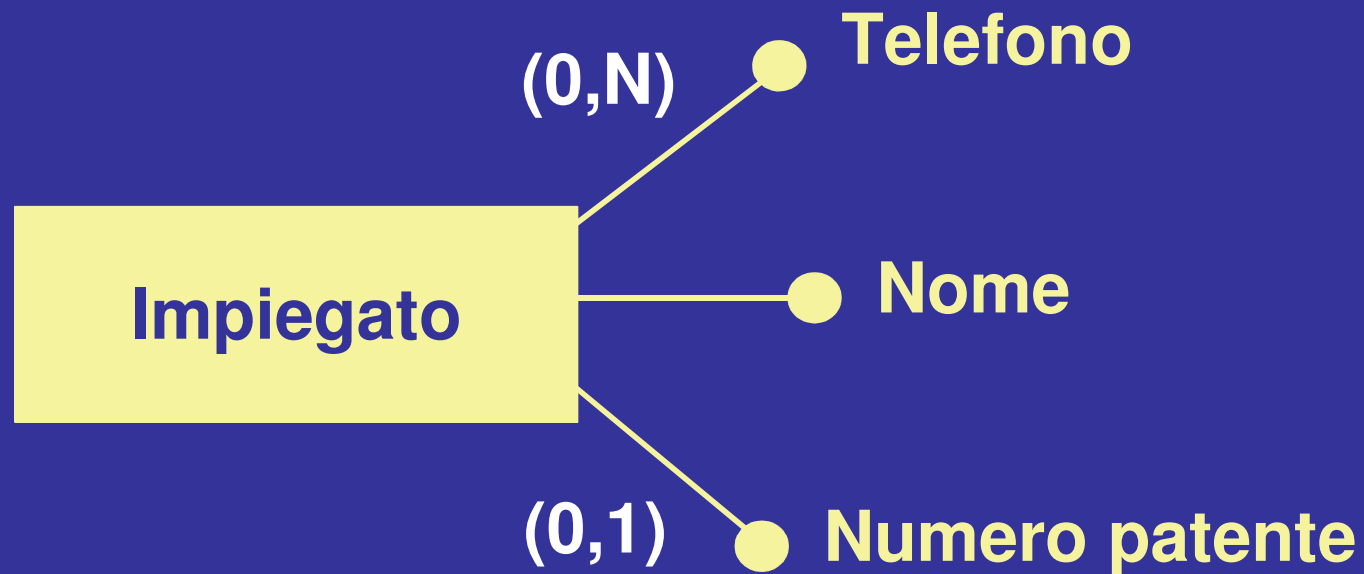 Telefono
(0,N)
Nome
Impiegato
(0,1)
Numero patente